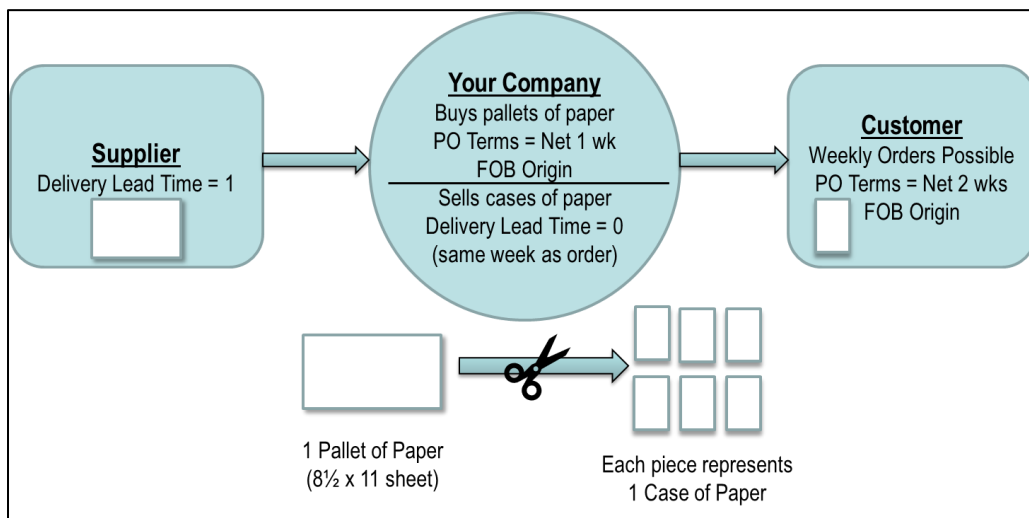 Supplier
Delivery Lead Time = 1
Your Company
Buys pallets of paper
PO Terms = Net 1 wk
FOB Origin
Sells cases of paper
Delivery Lead Time = 0
(same week as order)
Customer
Weekly Orders Possible
PO Terms = Net 2 wks
FOB Origin
1 Pallet of Paper
(8½ x 11 sheet)
Each piece represents
1 Case of Paper